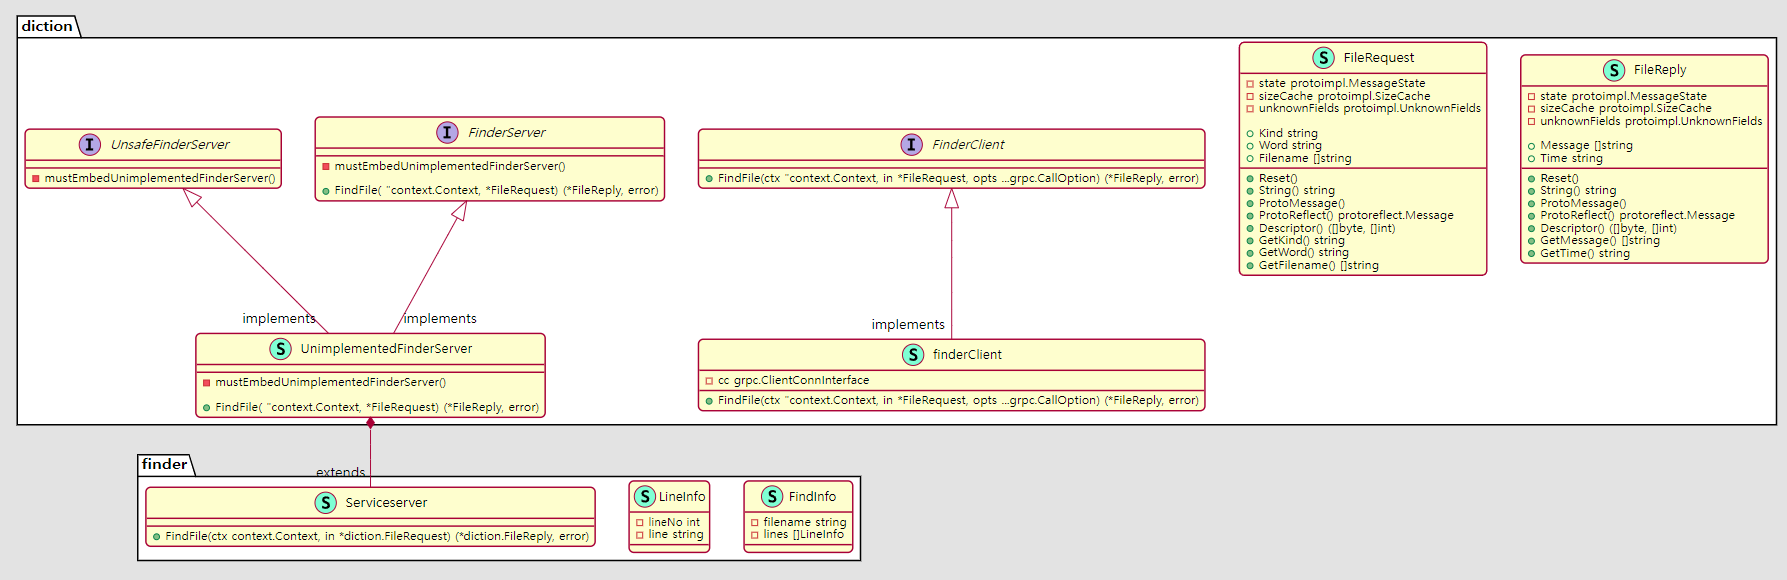 diction
I UnsafeFinderServer
mustEmbedUnimplementedFinderServer()
I FinderServer
mustEmbedUnimplementedFinderServer()
FindFile( "context.Context, *FileRequest) (*FileReply, error)
I FinderClient
FindFile(ctx "context.Context, in *FileRequest, opts ...grpc.CallOption) (*FileReply, error)
S FileRequest
state protoimpl.MessageState
sizeCache protoimpl.SizeCache
unknownFields protoimpl.UnknownFields
Kind string
Word string
Filename []string
Reset()
String() string
ProtoMessage()
ProtoReflect() protoreflect.Message
Descriptor() ([]byte, []int)
GetKind() string
GetWord() string
GetFilename() []string
S FileReply
state protoimpl.MessageState
sizeCache protoimpl.SizeCache
unknownFields protoimpl.UnknownFields
Message []string
Time string
Reset()
String() string
ProtoMessage()
ProtoReflect() protoreflect.Message
Descriptor() ([]byte, []int)
GetMessage() []string
GetTime() string
implements
implements
implements
S UnimplementedFinderServer
mustEmbedUnimplementedFinderServer()
FindFile( "context.Context, *FileRequest) (*FileReply, error)
S finderClient
cc grpc.ClientConnInterface
FindFile(ctx "context.Context, in *FileRequest, opts ...grpc.CallOption) (*FileReply, error)
extends
finder
S Serviceserver
FindFile(ctx context.Context, in *diction.FileRequest) (*diction.FileReply, error)
S LineInfo
lineNo int
line string
S FindInfo
filename string
lines []LineInfo